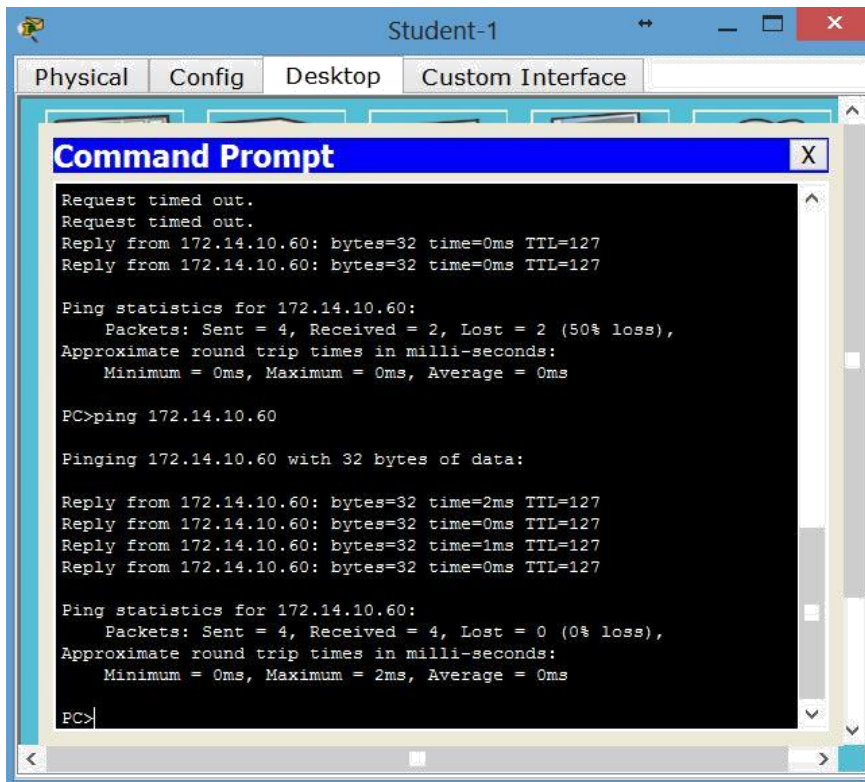 Student-1
Physical Config Desktop Custom Interface
Command Prompt
X
Request timed out.
Request timed out.
Reply from 172.14.10.60: bytes=32 time=0ms TTL=127
Reply from 172.14.10.60: bytes=32 time=0ms TTL=127
Ping statistics for 172.14.10.60:
Packets: Sent = 4, Received = 2, Lost = 2 (50% loss),
Approximate round trip times in milli-seconds:
Minimum = 0ms, Maximum = 0ms, Average = 0ms
PC>ping 172.14.10.60
Pinging 172.14.10.60 with 32 bytes of data:
Reply from 172.14.10.60: bytes=32 time=2ms TTL=127
Reply from 172.14.10.60: bytes=32 time=0ms TTL=127
Reply from 172.14.10.60: bytes=32 time=1ms TTL=127
Reply from 172.14.10.60: bytes=32 time=0ms TTL=127
Ping statistics for 172.14.10.60:
Packets: Sent = 4, Received = 4, Lost = 0 (0% loss),
Approximate round trip times in milli-seconds:
Minimum = 0ms, Maximum = 2ms, Average = 0ms
PC>